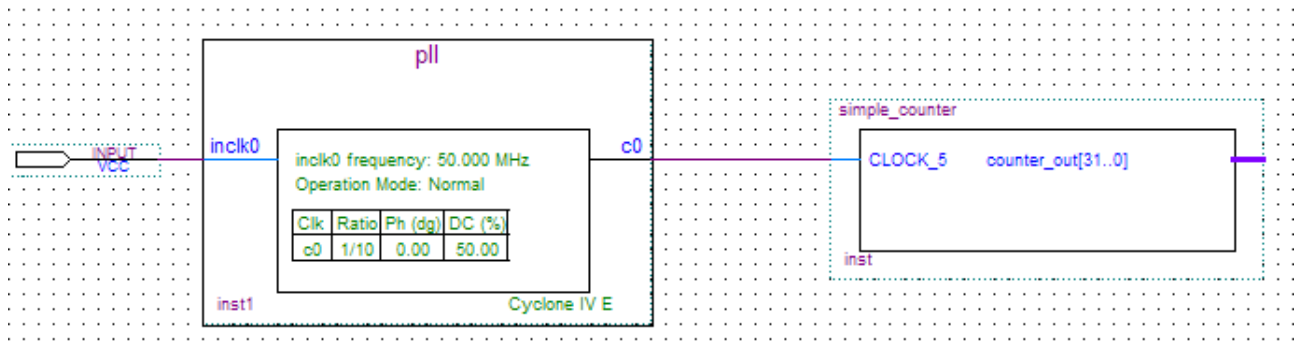 pll
INPUT
VCC
inclk0
c0
inclk0 frequency: 50.000 MHz
Operation Mode: Normal
Clk Ratio Ph (dg) DC (%)
c0 1/10 0.00 50.00
inst1
Cyclone IV E
simple_counter
CLOCK_5 counter_out[31..0]
inst